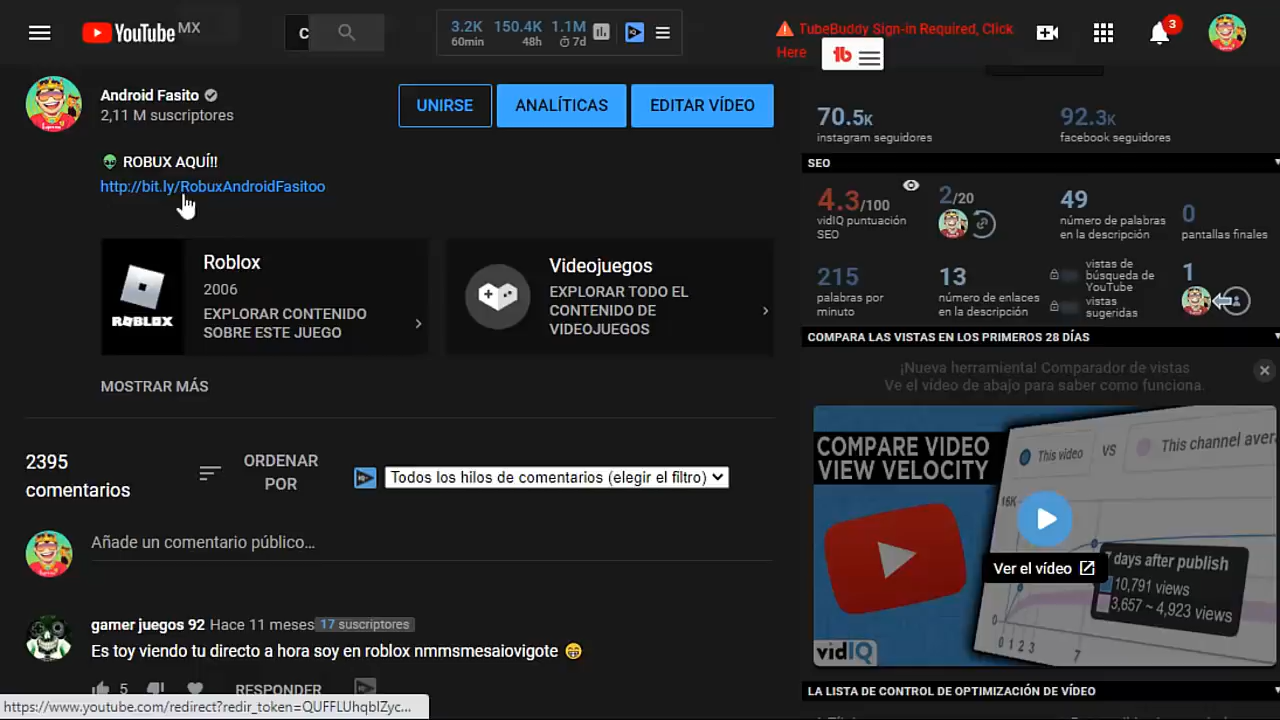 YouTube MX
C
3.2K 150.4K 1.1M
60min 48h 7d
TubeBuddy Sign-in Required, Click
Here
tb
3
Android Fasito
2,11 M suscriptores
UNIRSE
ANALÍTICAS
EDITAR VÍDEO
ROBUX AQUÍ!!
http://bit.ly/RobuxAndroidFasitoo
ROBLOX
Roblox
2006
EXPLORAR CONTENIDO
SOBRE ESTE JUEGO
Videojuegos
EXPLORAR TODO EL
CONTENIDO DE
VIDEOJUEGOS
MOSTRAR MÁS
2395
comentarios
ORDENAR
POR
Todos los hilos de comentarios (elegir el filtro)
Añade un comentario público...
gamer juegos 92 Hace 11 meses 17 suscriptores
Es toy viendo tu directo a hora soy en roblox nmmsmesaiovigote
5
RESPONDER
https://www.youtube.com/redirect?redir_token=QUFFLUhqblZyc...
70.5K
instagram seguidores
92.3K
facebook seguidores
SEO
4.3/100
vidIQ puntuación
SEO
2/20
49
número de palabras
en la descripción
0
pantallas finales
215
palabras por
minuto
13
número de enlaces
en la descripción
vistas de
búsqueda de
YouTube
vistas
sugeridas
1
COMPARA LAS VISTAS EN LOS PRIMEROS 28 DÍAS
¡Nueva herramienta! Comparador de vistas
Ve el vídeo de abajo para saber como funciona.
COMPARE VIDEO
VIEW VELOCITY
This video VS This channel aver
15K
Ver el vídeo
7 days after publish
10,791 views
3,657 ~ 4,923 views
0
0 1 2 3 7
vidIQ
LA LISTA DE CONTROL DE OPTIMIZACIÓN DE VÍDEO